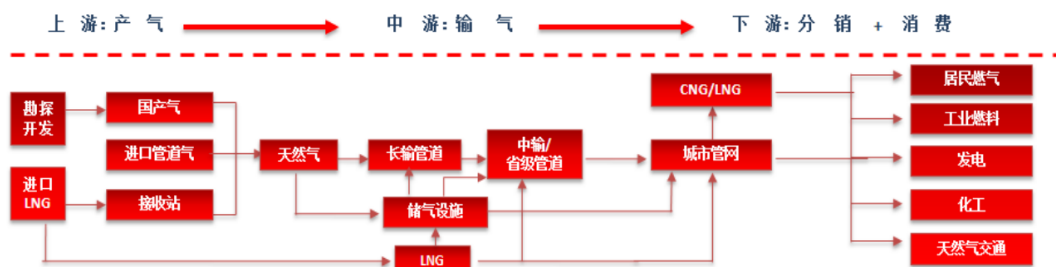 上游:产气
中游:输气
下游:分销+消费
勘探
开发
国产气
进口管道气
进口
LNG
接收站
天然气
长输管道
中输/
省级管道
储气设施
LNG
CNG/LNG
城市管网
居民燃气
工业燃料
发电
化工
天然气交通